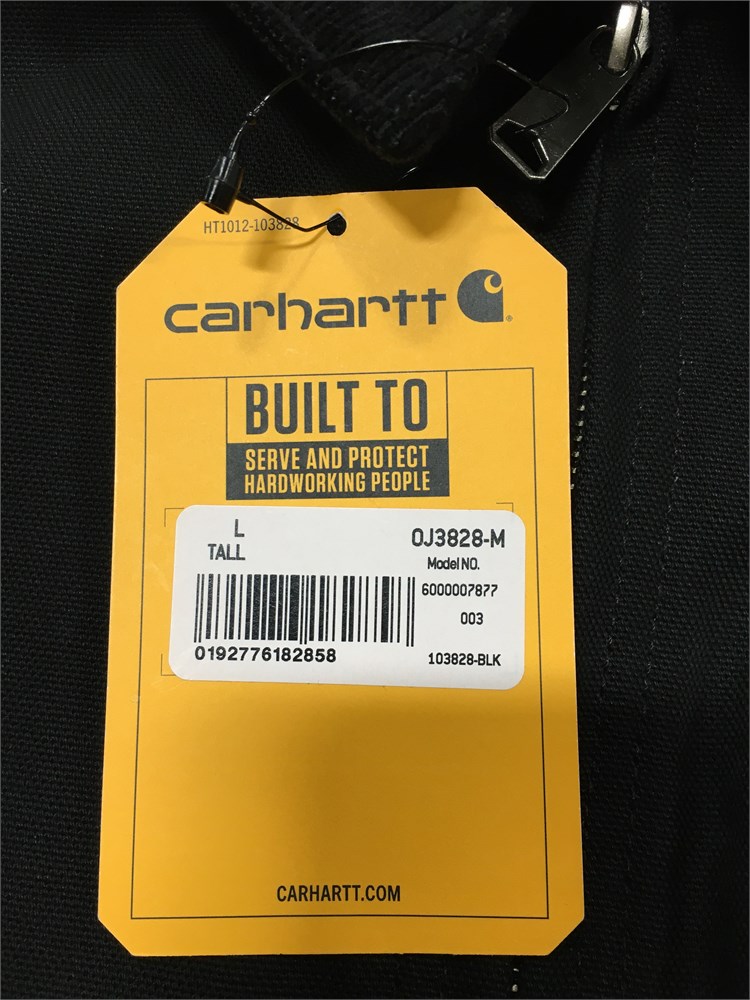 HT1012-103828
carhartt
BUILT TO
SERVE AND PROTECT
HARDWORKING PEOPLE
L
TALL
OJ3828-M
Model NO.
6000007877
003
0192776182858
103828-BLK
CARHARTT.COM